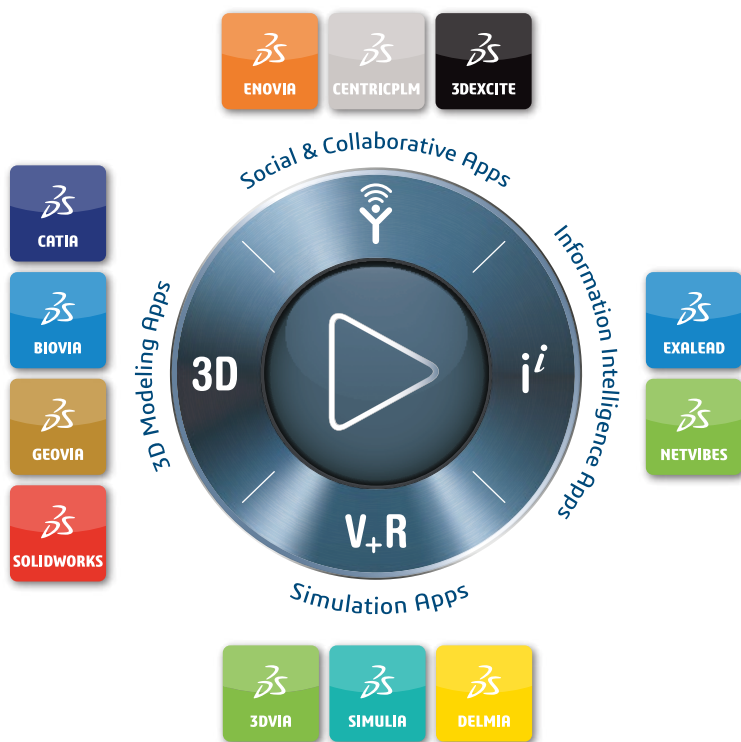 ENOVIA
CENTRICPLM
3DEXCITE
Social & Collaborative Apps
CATIA
BIOVIA
GEOVIA
SOLIDWORKS
3D Modeling Apps
3D
i i
V+R
Information Intelligence Apps
EXALEAD
NETVIBES
Simulation Apps
3DVIA
SIMULIA
DELMIA